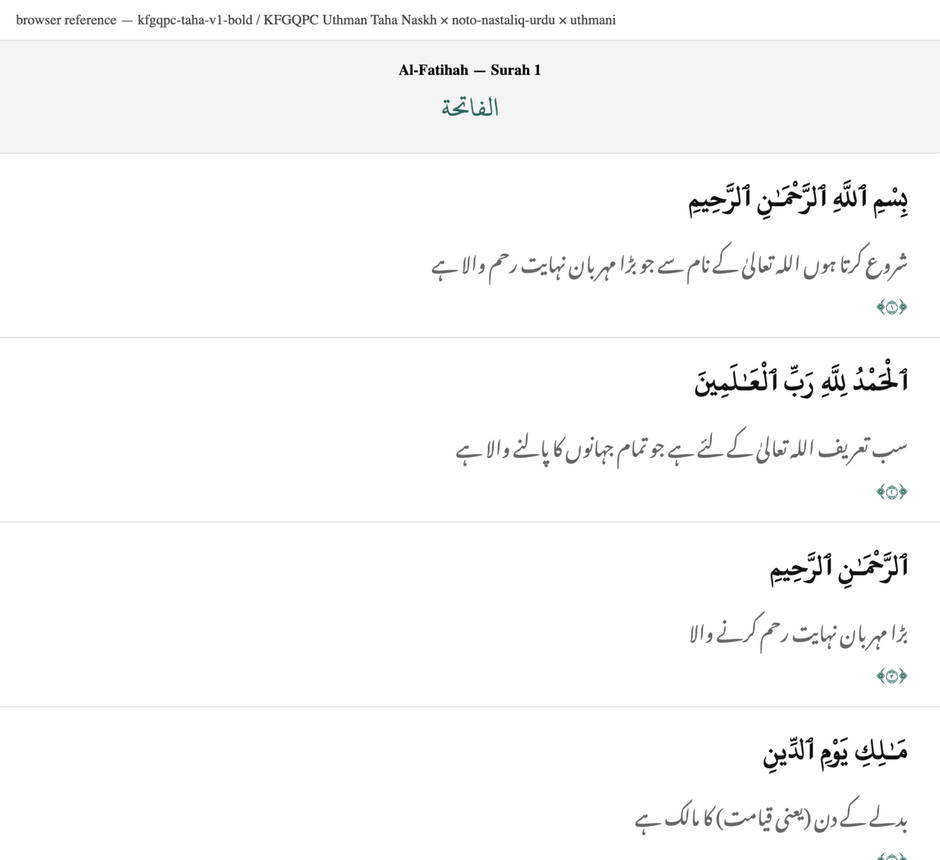 browser reference — kfgqpc-taha-v1-bold / KFGQPC Uthman Taha Naskh × noto-nastaliq-urdu × uthmani
Al-Fatihah — Surah 1
الفاتحة
بِسْمِ ٱللَّهِ ٱلرَّحْمَـٰنِ ٱلرَّحِيمِ
شروع کرتا ہوں اللہ تعالیٰ کے نام سے جو بڑا مہربان نہایت رحم والا ہے
﴿١﴾
ٱلْحَمْدُ لِلَّهِ رَبِّ ٱلْعَـٰلَمِينَ
سب تعریف اللہ تعالیٰ کے لئے ہے جو تمام جہانوں کا پالنے والا ہے
﴿٢﴾
ٱلرَّحْمَـٰنِ ٱلرَّحِيمِ
بڑا مہربان نہایت رحم کرنے والا
﴿٣﴾
مَـٰلِكِ يَوْمِ ٱلدِّينِ
بدلے کے دن (یعنی قیامت) کا مالک ہے